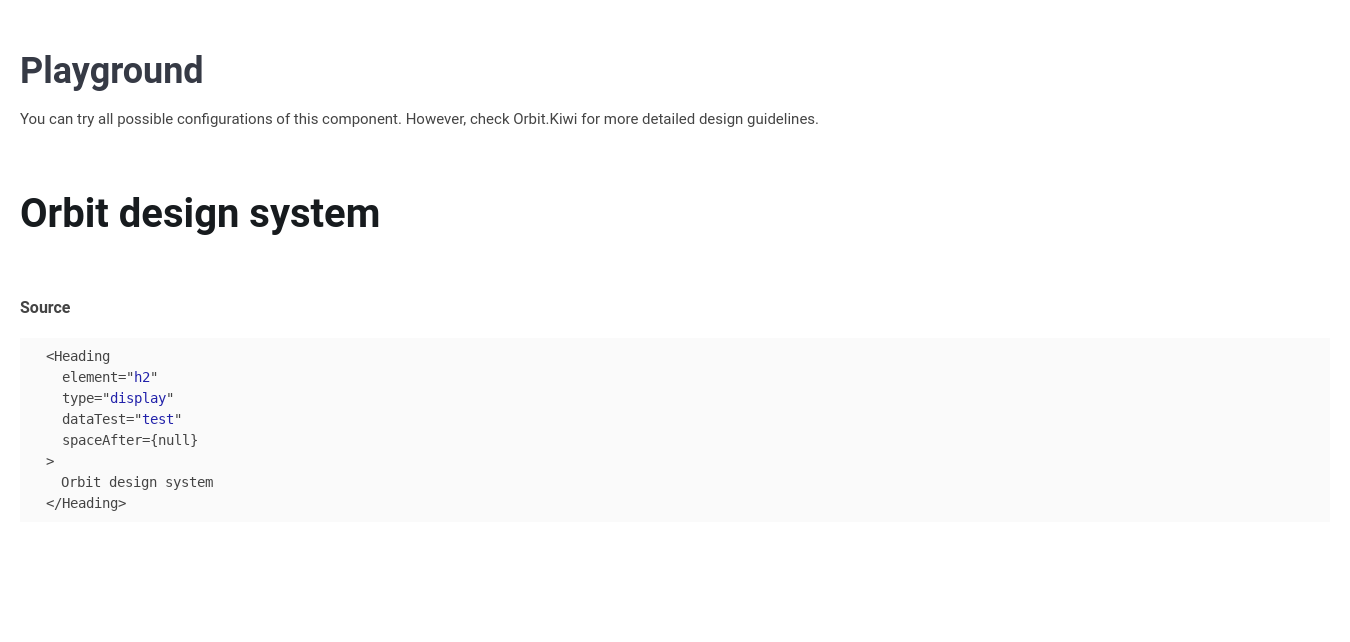 Playground
You can try all possible configurations of this component. However, check Orbit.Kiwi for more detailed design guidelines.
Orbit design system
Source
<Heading
  element="h2"
  type="display"
  dataTest="test"
  spaceAfter={null}
>
  Orbit design system
</Heading>